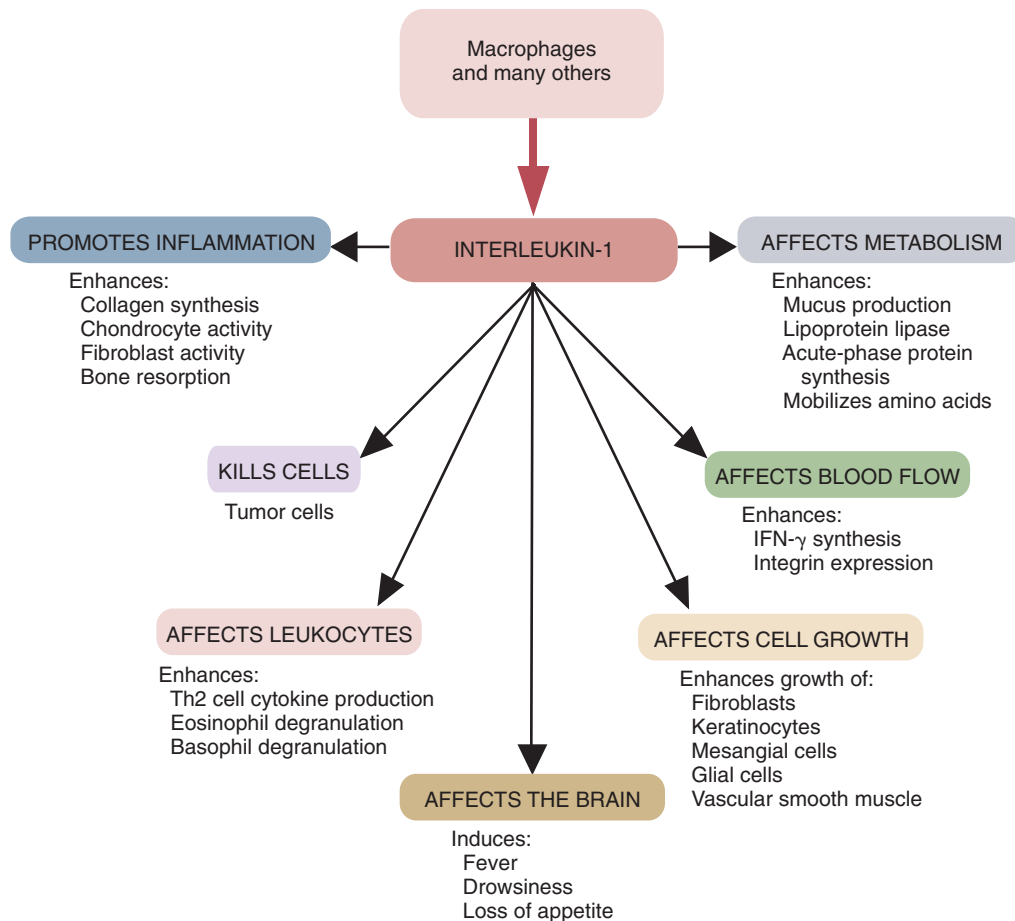 Macrophages
and many others
INTERLEUKIN-1
PROMOTES INFLAMMATION
Enhances:
Collagen synthesis
Chondrocyte activity
Fibroblast activity
Bone resorption
AFFECTS METABOLISM
Enhances:
Mucus production
Lipoprotein lipase
Acute-phase protein
synthesis
Mobilizes amino acids
KILLS CELLS
Tumor cells
AFFECTS BLOOD FLOW
Enhances:
IFN-γ synthesis
Integrin expression
AFFECTS LEUKOCYTES
Enhances:
Th2 cell cytokine production
Eosinophil degranulation
Basophil degranulation
AFFECTS CELL GROWTH
Enhances growth of:
Fibroblasts
Keratinocytes
Mesangial cells
Glial cells
Vascular smooth muscle
AFFECTS THE BRAIN
Induces:
Fever
Drowsiness
Loss of appetite